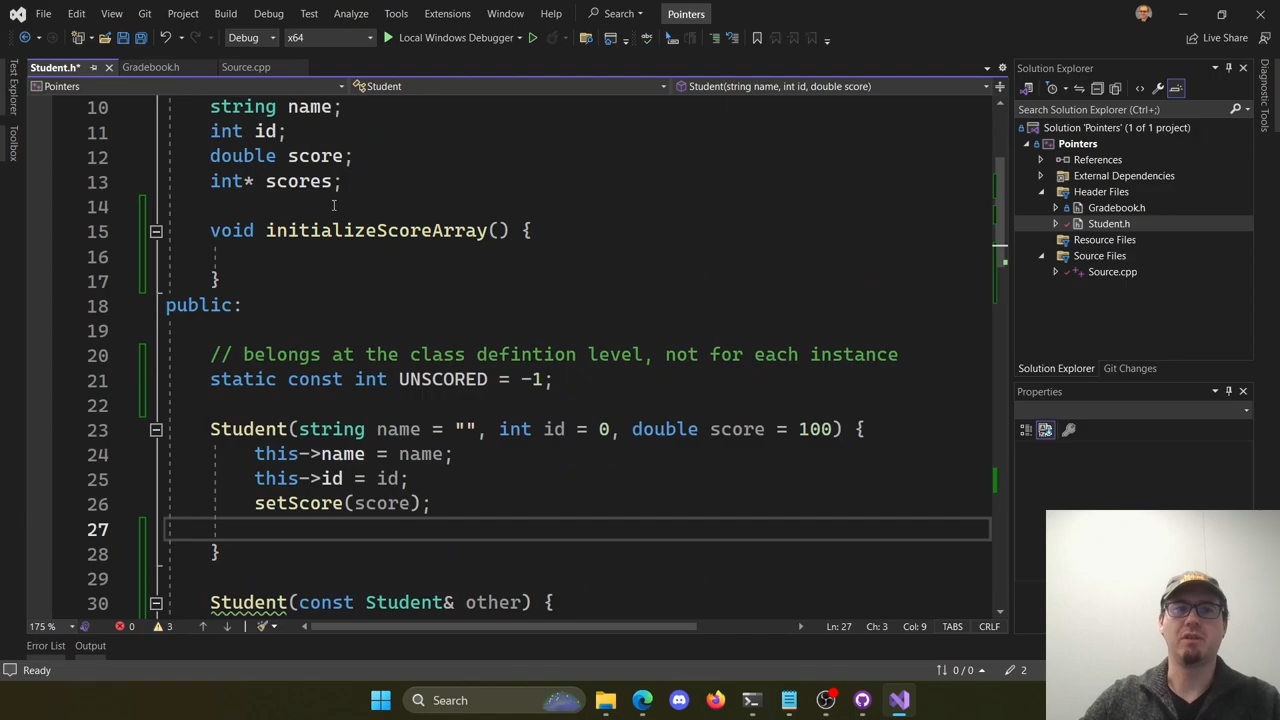 File Edit View Git Project Build Debug Test Analyze Tools Extensions Window Help Search Pointers
Debug x64 Local Windows Debugger Live Share
Student.h* Gradebook.h Source.cpp
Pointers Student Student(string name, int id, double score)
Test Explorer
Toolbox
10 string name;
11 int id;
12 double score;
13 int* scores;
14
15 void initializeScoreArray() {
16
17 }
18 public:
19
20 // belongs at the class defintion level, not for each instance
21 static const int UNSCORED = -1;
22
23 Student(string name = "", int id = 0, double score = 100) {
24 this->name = name;
25 this->id = id;
26 setScore(score);
27
28 }
29
30 Student(const Student& other) {
175 % 0 3 Ln: 27 Ch: 3 Col: 9 TABS CRLF
Error List Output
Ready 0 / 0 2
Solution Explorer
Search Solution Explorer (Ctrl+;)
Solution 'Pointers' (1 of 1 project)
Pointers
References
External Dependencies
Header Files
Gradebook.h
Student.h
Resource Files
Source Files
Source.cpp
Solution Explorer Git Changes
Properties
Diagnostic Tools
Search